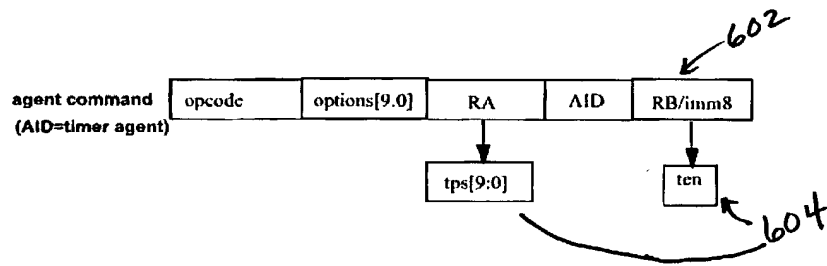 602
agent command
(AID=timer agent)
opcode
options[9.0]
RA
AID
RB/imm8
tps[9:0]
ten
604